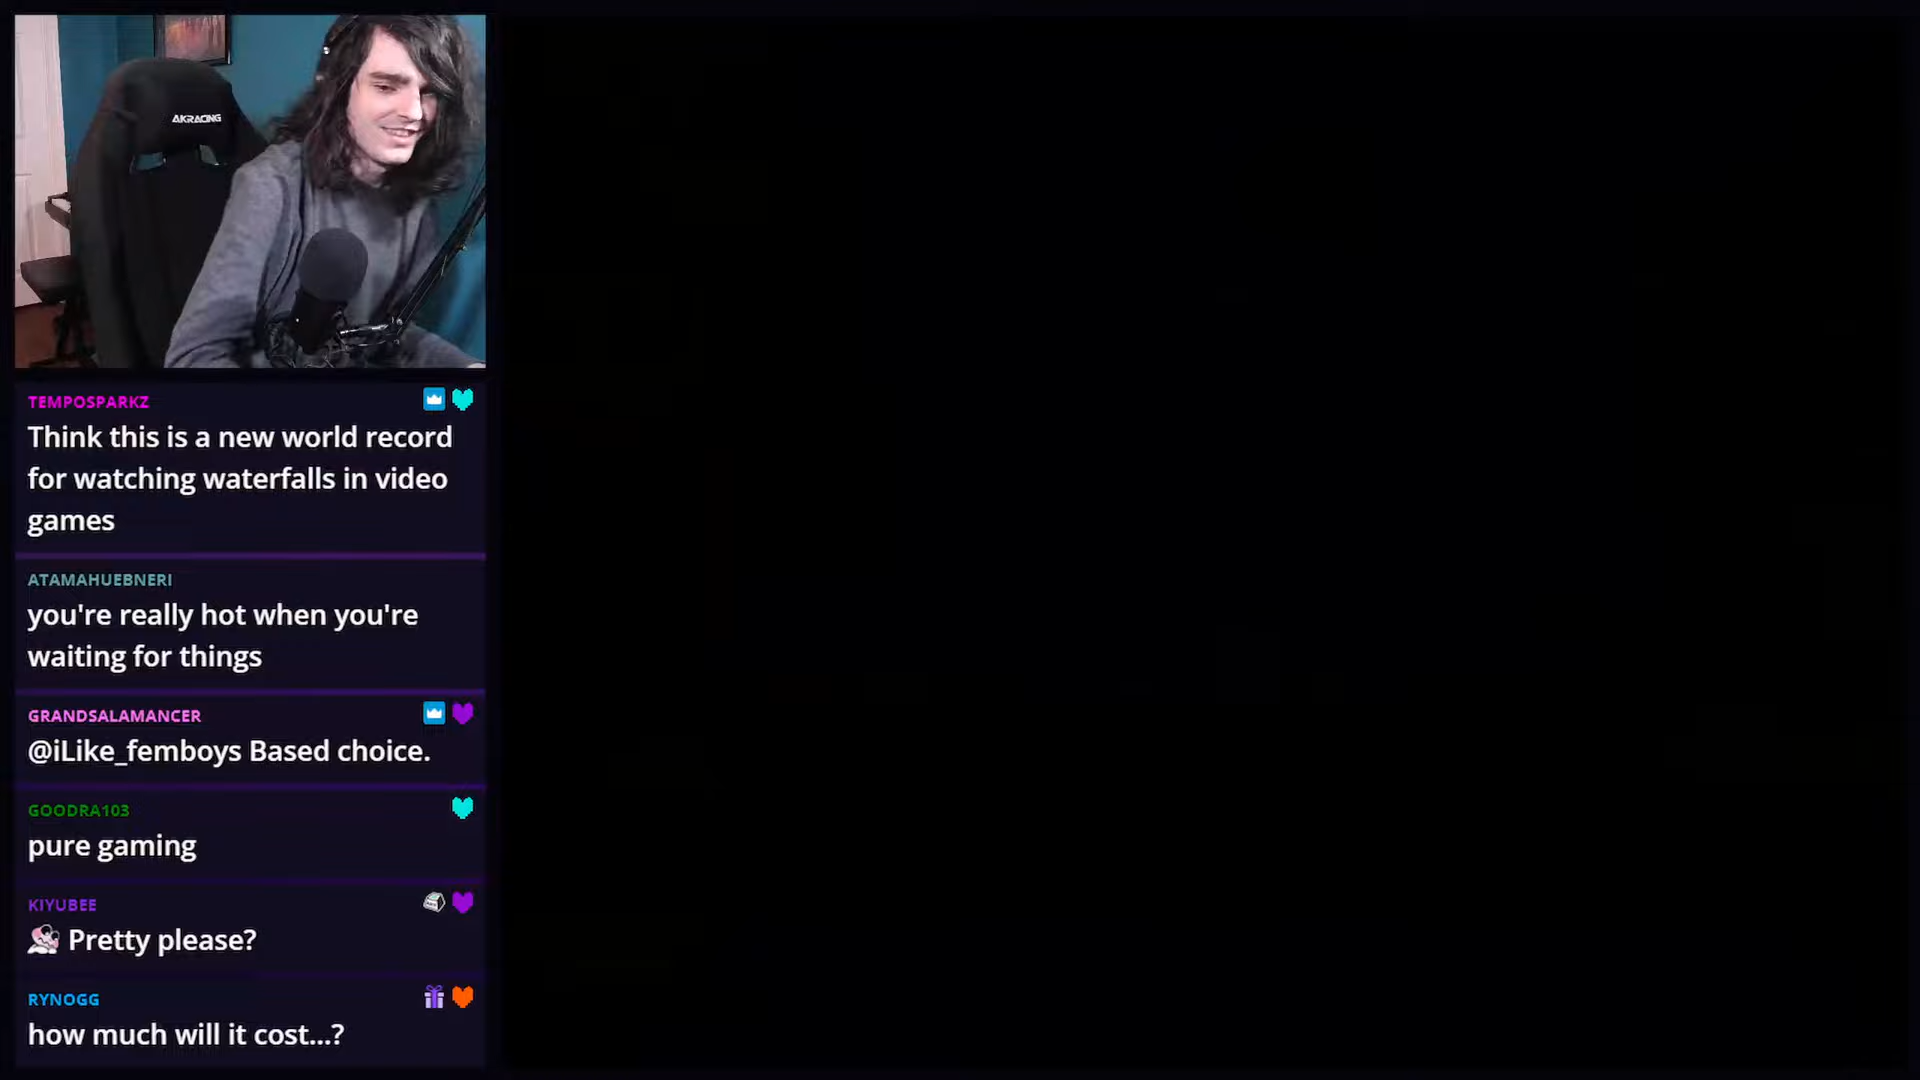 AKRACING
TEMPOSPARKZ
Think this is a new world record
for watching waterfalls in video
games
ATAMAHUEBNERI
you're really hot when you're
waiting for things
GRANDSALAMANCER
@iLike_femboys Based choice.
GOODRA103
pure gaming
KIYUBEE
Pretty please?
RYNOGG
how much will it cost...?